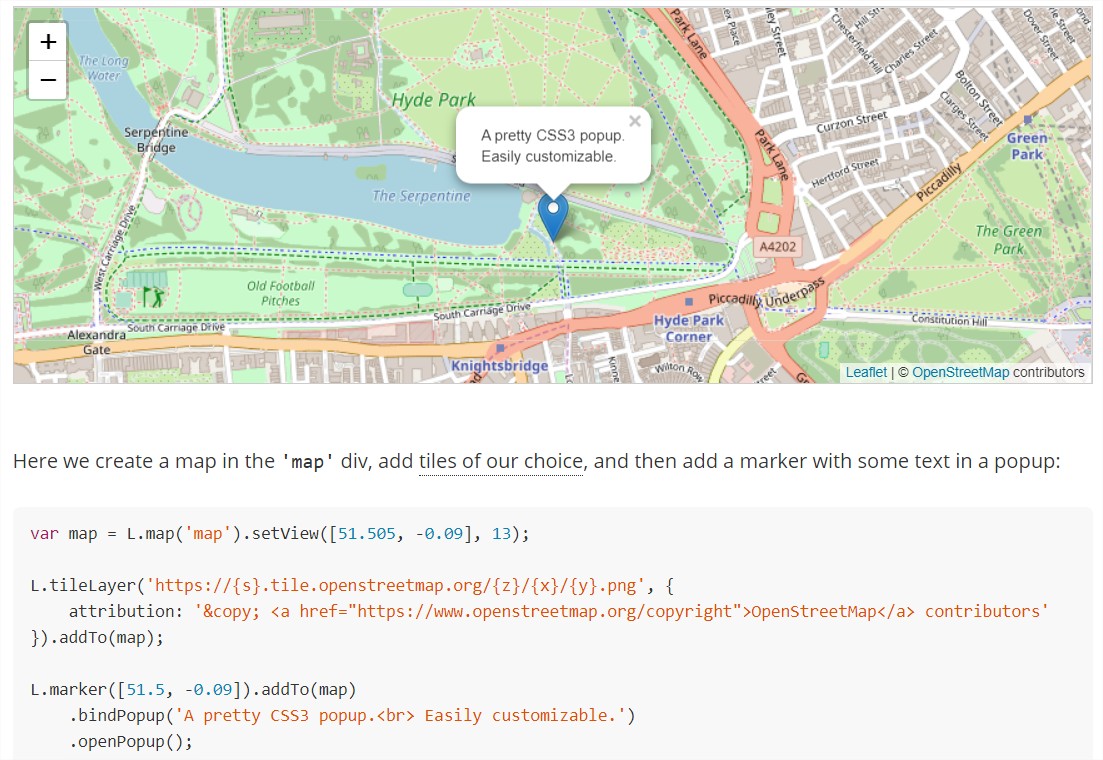 +
−
The Long
Water
Serpentine
Bridge
Hyde Park
×
A pretty CSS3 popup.
Easily customizable.
The Serpentine
West Carriage Drive
Old Football
Pitches
South Carriage Drive
South Carriage Drive
Alexandra
Gate
Knightsbridge
Park Lane
Park Lane
A4202
Piccadilly Underpass
Hyde Park
Corner
Wilton Row
Constitution Hill
Chesterfield Hill
Charles Street
Dover Street
Bolton Street
Clarges Street
Curzon Street
Hertford Street
Piccadilly
Green
Park
The Green
Park
Leaflet | © OpenStreetMap contributors
Here we create a map in the 'map' div, add tiles of our choice, and then add a marker with some text in a popup:
var map = L.map('map').setView([51.505, -0.09], 13);
L.tileLayer('https://{s}.tile.openstreetmap.org/{z}/{x}/{y}.png', {
    attribution: '&copy; <a href="https://www.openstreetmap.org/copyright">OpenStreetMap</a> contributors'
}).addTo(map);
L.marker([51.5, -0.09]).addTo(map)
    .bindPopup('A pretty CSS3 popup.<br> Easily customizable.')
    .openPopup();